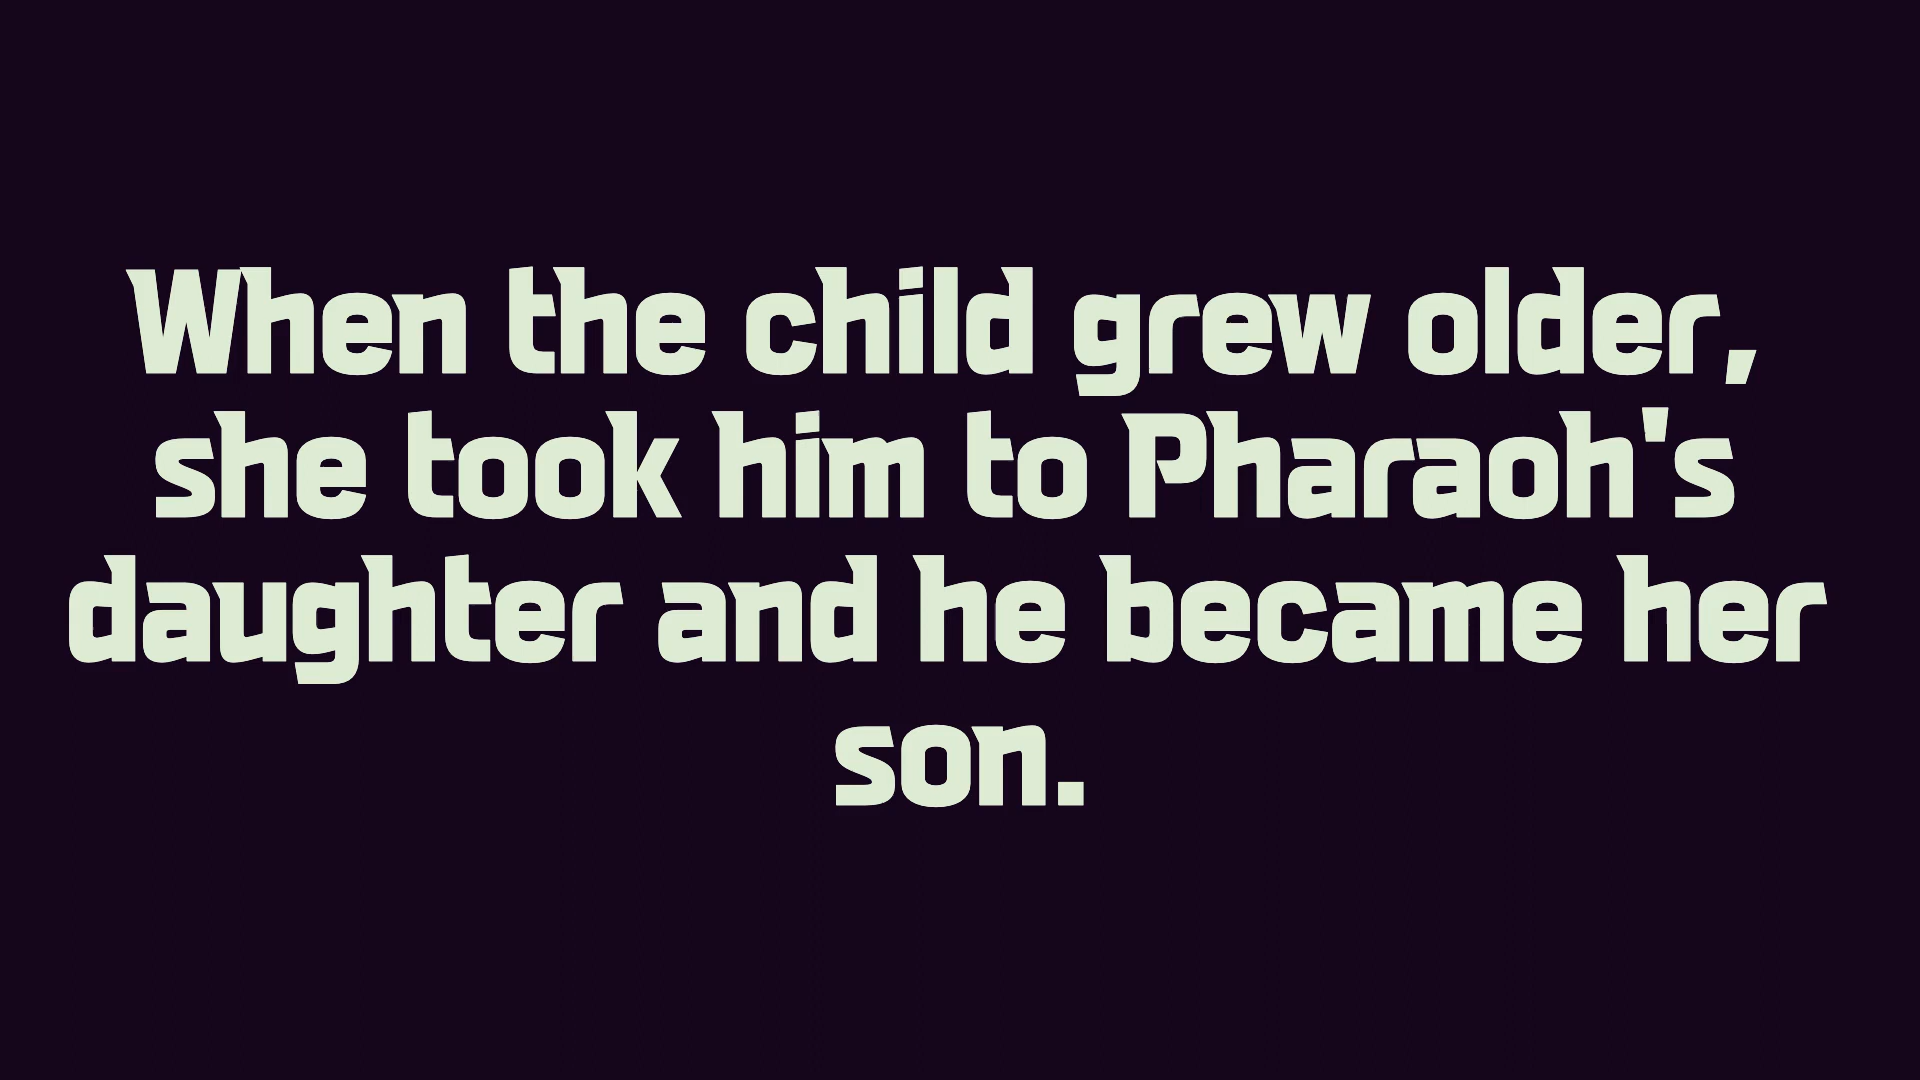 When the child grew older,
she took him to Pharaoh's
daughter and he became her
son.